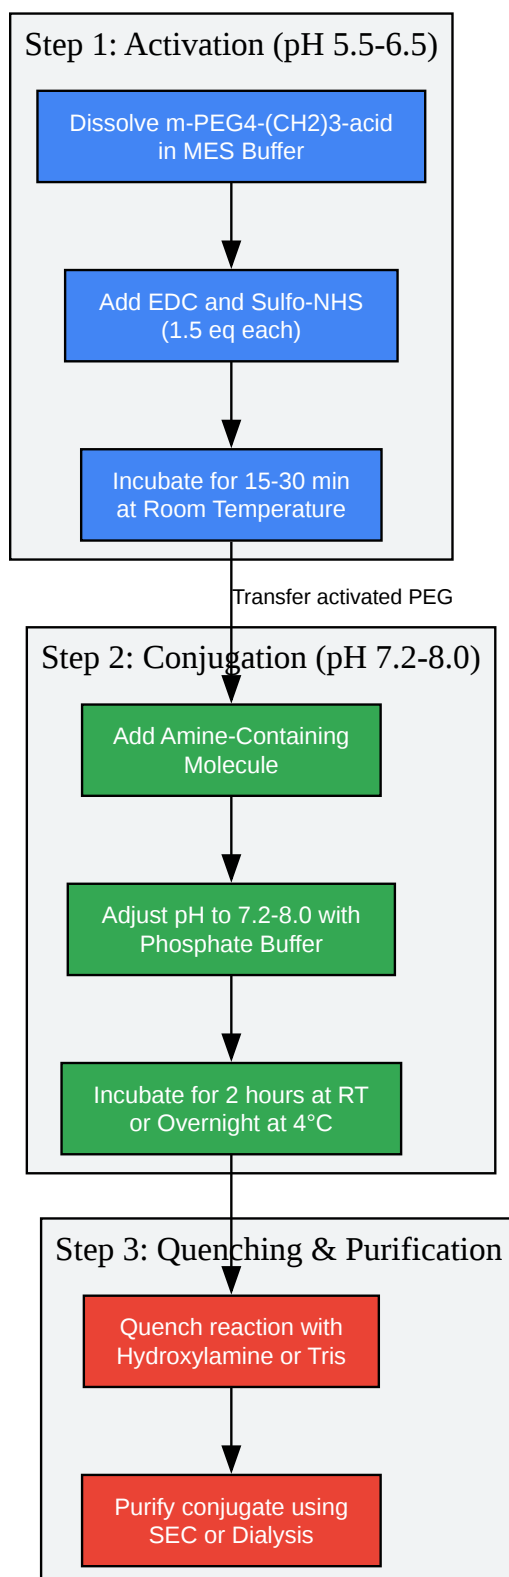 Step 1: Activation (pH 5.5-6.5)
Dissolve m-PEG4-(CH2)3-acid
in MES Buffer
Add EDC and Sulfo-NHS
(1.5 eq each)
Incubate for 15-30 min
at Room Temperature
Transfer activated PEG
Step 2: Conjugation (pH 7.2-8.0)
Add Amine-Containing
Molecule
Adjust pH to 7.2-8.0 with
Phosphate Buffer
Incubate for 2 hours at RT
or Overnight at 4°C
Step 3: Quenching & Purification
Quench reaction with
Hydroxylamine or Tris
Purify conjugate using
SEC or Dialysis